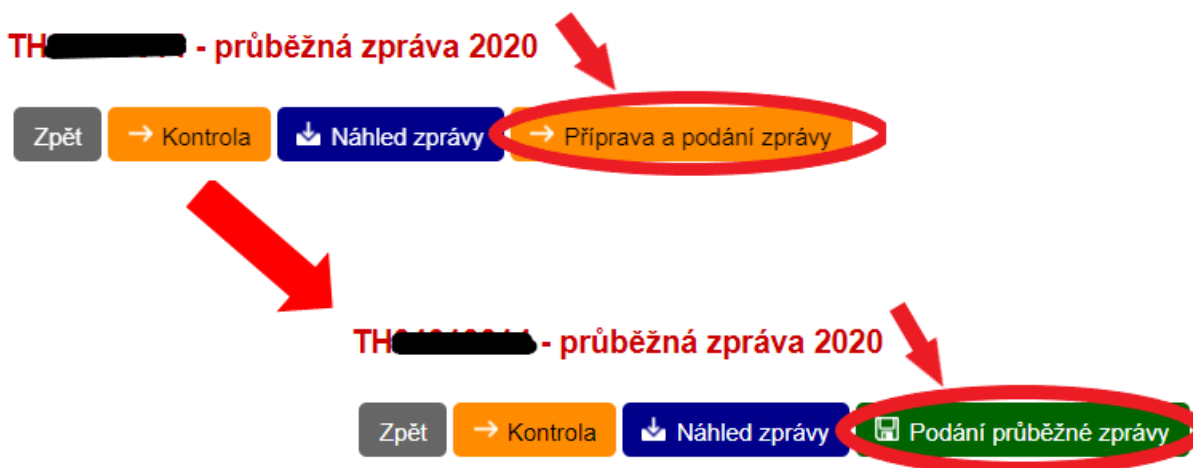 TH - průběžná zpráva 2020
Zpět Kontrola Náhled zprávy Příprava a podání zprávy
TH - průběžná zpráva 2020
Zpět Kontrola Náhled zprávy Podání průběžné zprávy